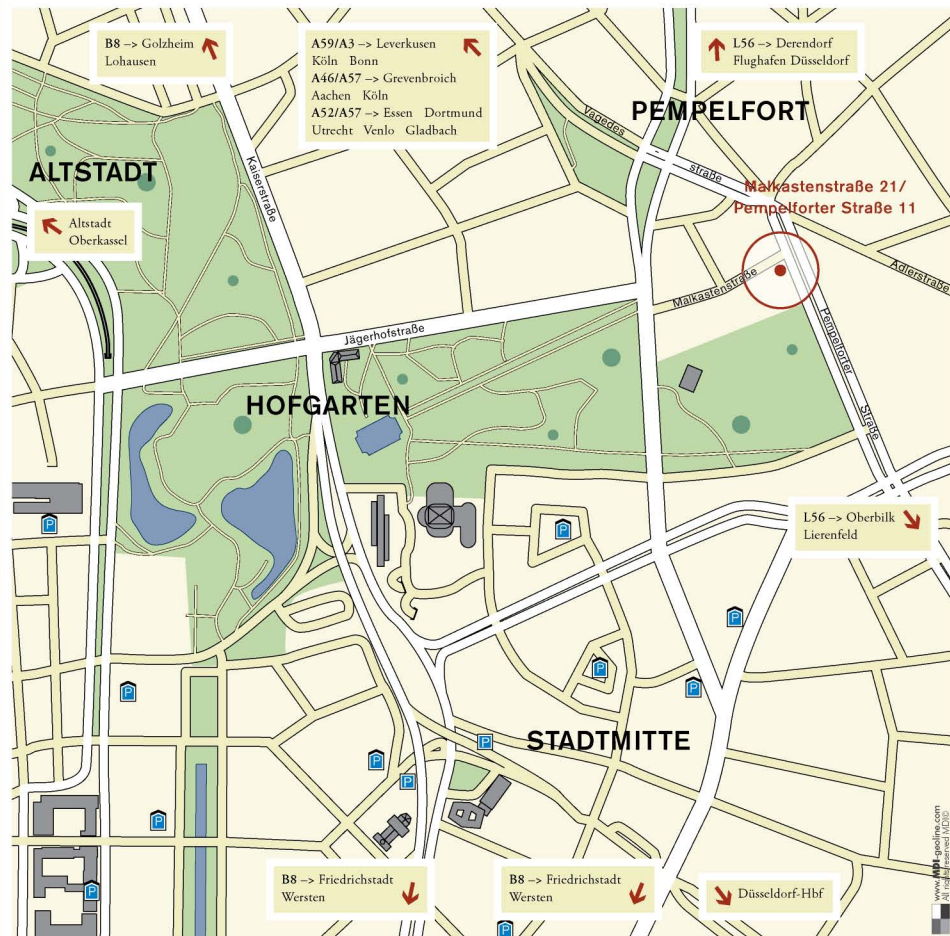 B8 –> Golzheim
Lohausen
A59/A3 –> Leverkusen
Köln Bonn
A46/A57 –> Grevenbroich
Aachen Köln
A52/A57 –> Essen Dortmund
Utrecht Venlo Gladbach
L56 –> Derendorf
Flughafen Düsseldorf
PEMPELFORT
Vagedes
straße
ALTSTADT
Kaiserstraße
Malkastenstraße 21/
Pempelforter Straße 11
Altstadt
Oberkassel
Adlerstraße
Malkastenstraße
Jägerhofstraße
Pempelforter
Straße
HOFGARTEN
L56 –> Oberbilk
Lierenfeld
P
P
P
P
P
P
STADTMITTE
P
P
P
P
P
B8 –> Friedrichstadt
Wersten
B8 –> Friedrichstadt
Wersten
Düsseldorf-Hbf
P
www.MDI-geoline.com
All rights reserved MDI©